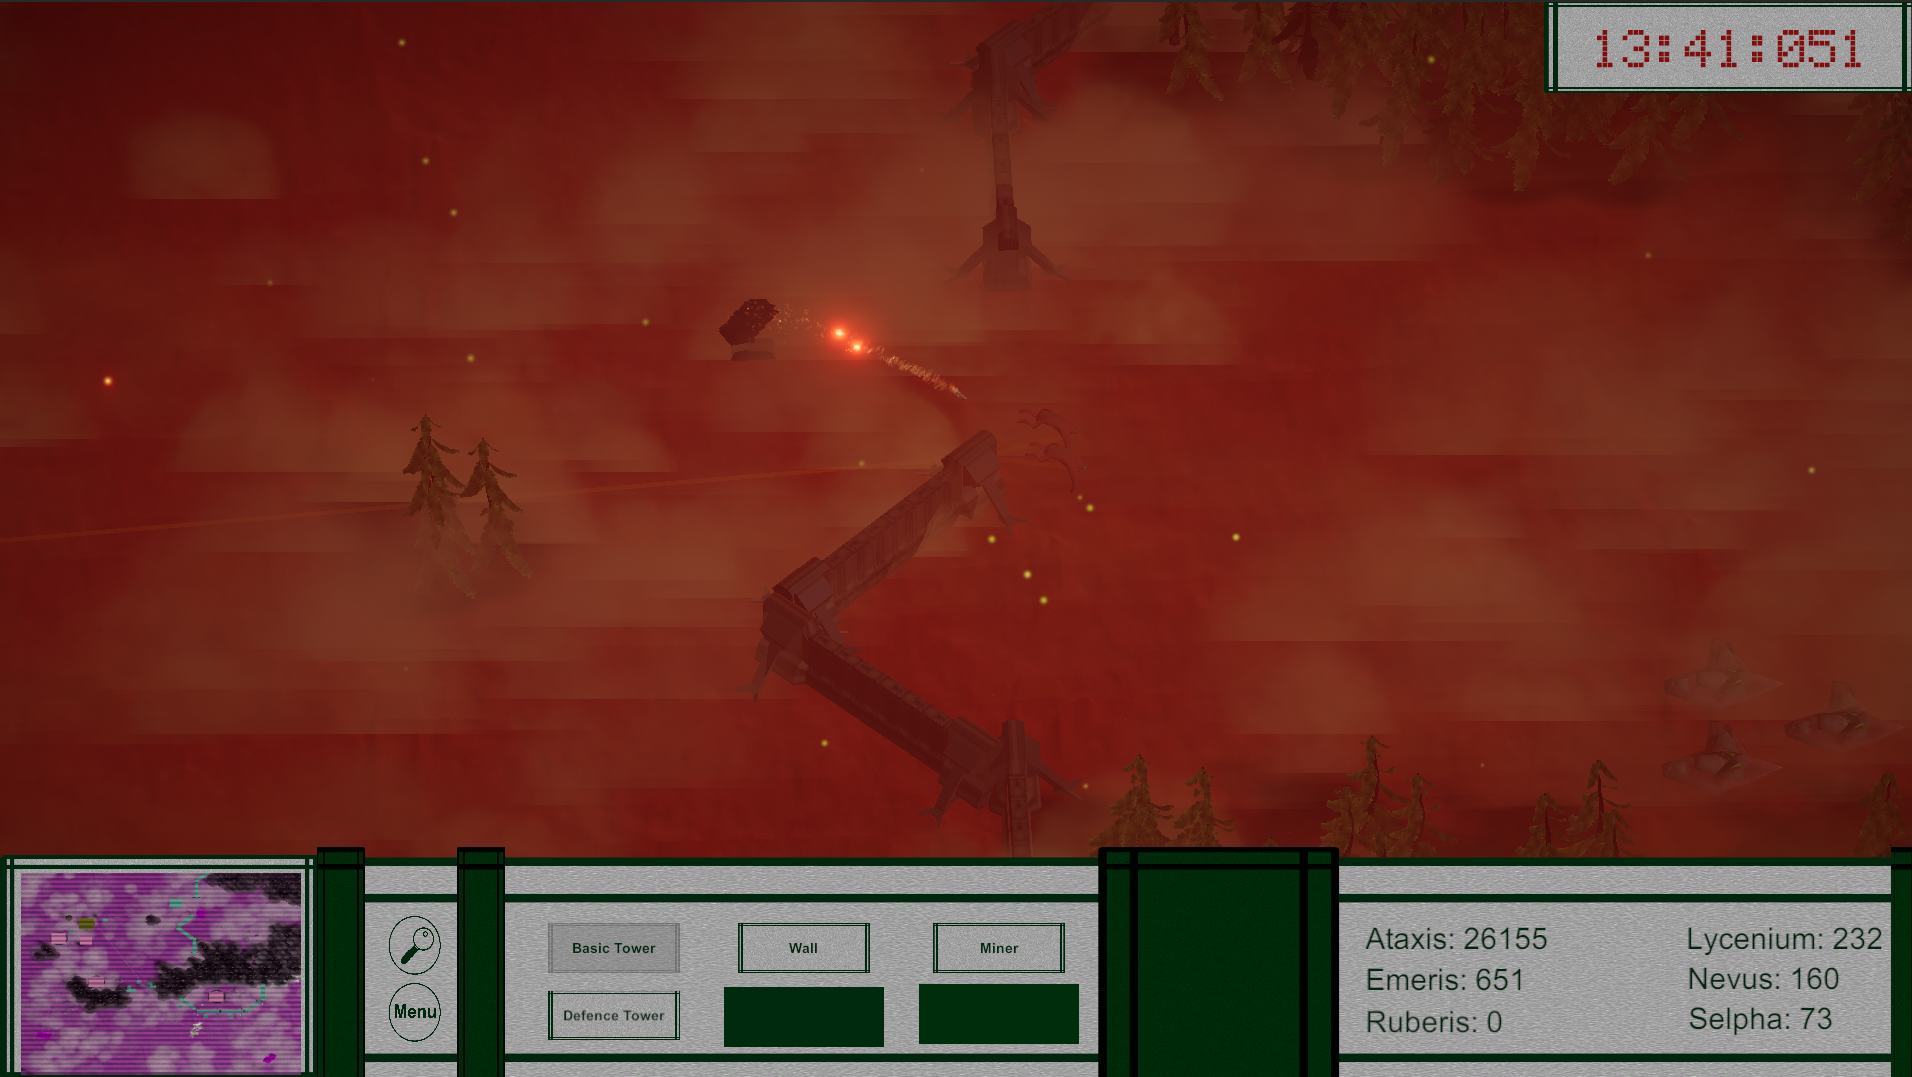 13:41:051
Basic Tower
Wall
Miner
Defence Tower
Menu
Ataxis: 26155
Lycenium: 232
Emeris: 651
Nevus: 160
Ruberis: 0
Selpha: 73